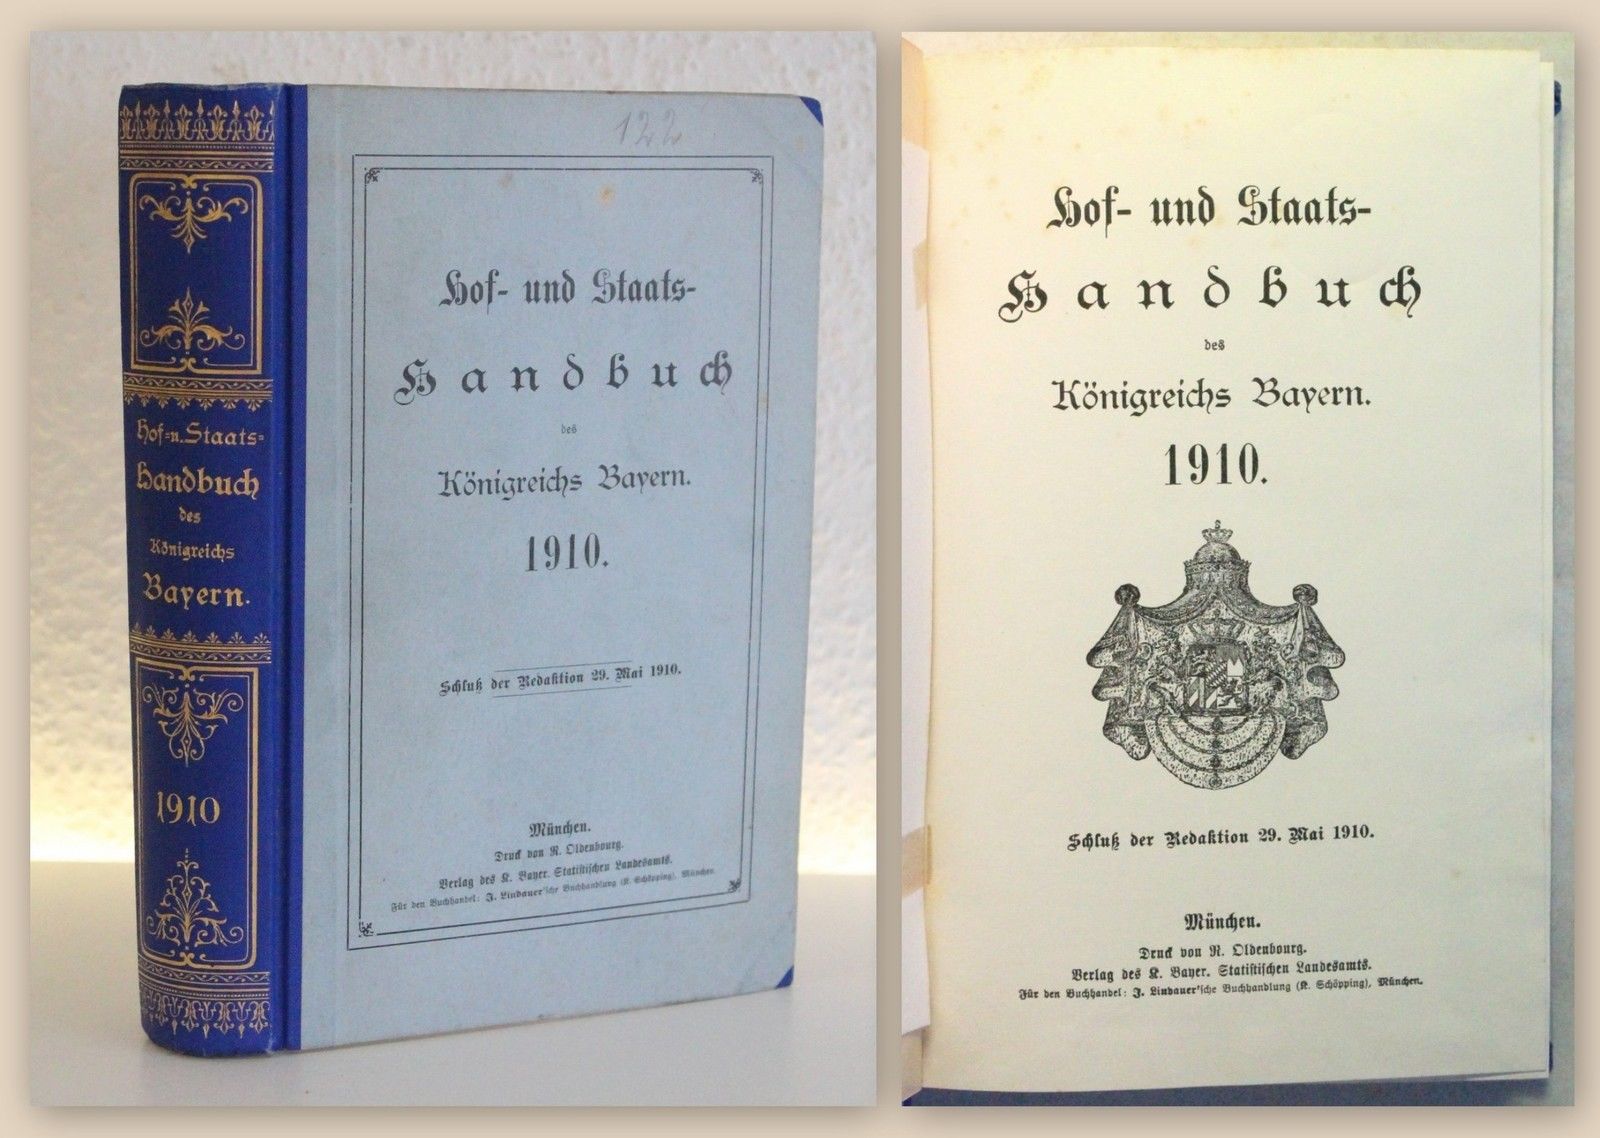 Hof-u. Staats-
Handbuch
des
Königreichs
Bayern.
1910
122
Hof- und Staats-
Handbuch
des
Königreichs Bayern.
1910.
Schluß der Redaktion 29. Mai 1910.
München.
Druck von R. Oldenbourg.
Verlag des K. Bayer. Statistischen Landesamts.
Für den Buchhandel: J. Lindauer'sche Buchhandlung (K. Schöpping), München.
Hof- und Staats-
Handbuch
des
Königreichs Bayern.
1910.
Schluß der Redaktion 29. Mai 1910.
München.
Druck von R. Oldenbourg.
Verlag des K. Bayer. Statistischen Landesamts.
Für den Buchhandel: J. Lindauer'sche Buchhandlung (K. Schöpping), München.